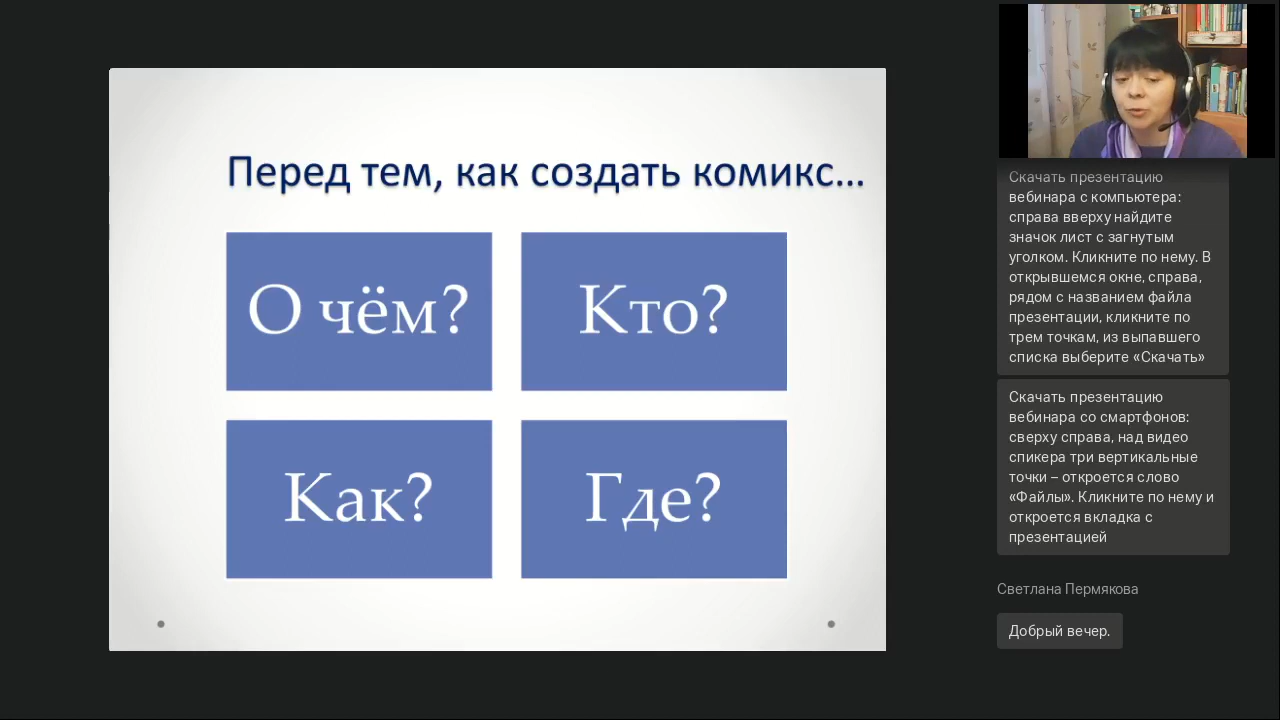 Перед тем, как создать комикс...
О чём?
Кто?
Как?
Где?
Скачать презентацию
вебинара с компьютера:
справа вверху найдите
значок лист с загнутым
уголком. Кликните по нему. В
открывшемся окне, справа,
рядом с названием файла
презентации, кликните по
трем точкам, из выпавшего
списка выберите «Скачать»
Скачать презентацию
вебинара со смартфонов:
сверху справа, над видео
спикера три вертикальные
точки – откроется слово
«Файлы». Кликните по нему и
откроется вкладка с
презентацией
Светлана Пермякова
Добрый вечер.